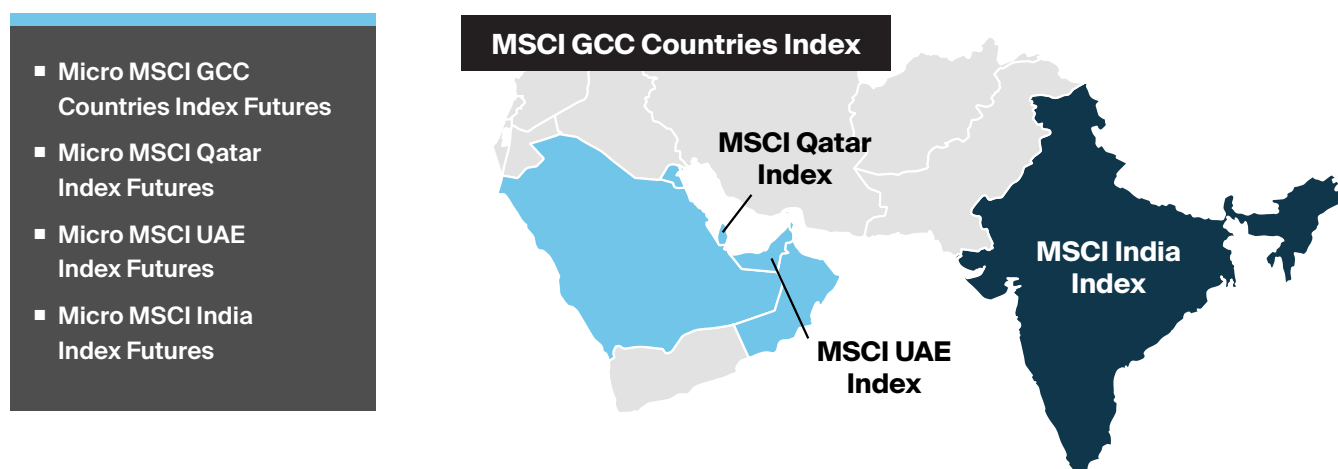 ▪ Micro MSCI GCC
Countries Index Futures
▪ Micro MSCI Qatar
Index Futures
▪ Micro MSCI UAE
Index Futures
▪ Micro MSCI India
Index Futures
MSCI GCC Countries Index
MSCI Qatar
Index
MSCI India
Index
MSCI UAE
Index